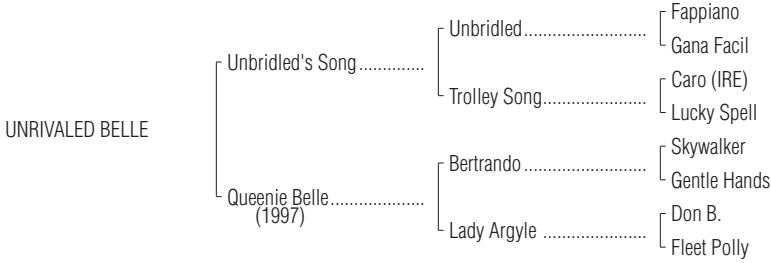 Fappiano
Unbridled..........................
Gana Facil
Unbridled's Song..............
Caro (IRE)
Trolley Song......................
Lucky Spell
UNRIVALED BELLE
Skywalker
Bertrando..........................
Gentle Hands
Queenie Belle....................
(1997)
Don B.
Lady Argyle ......................
Fleet Polly